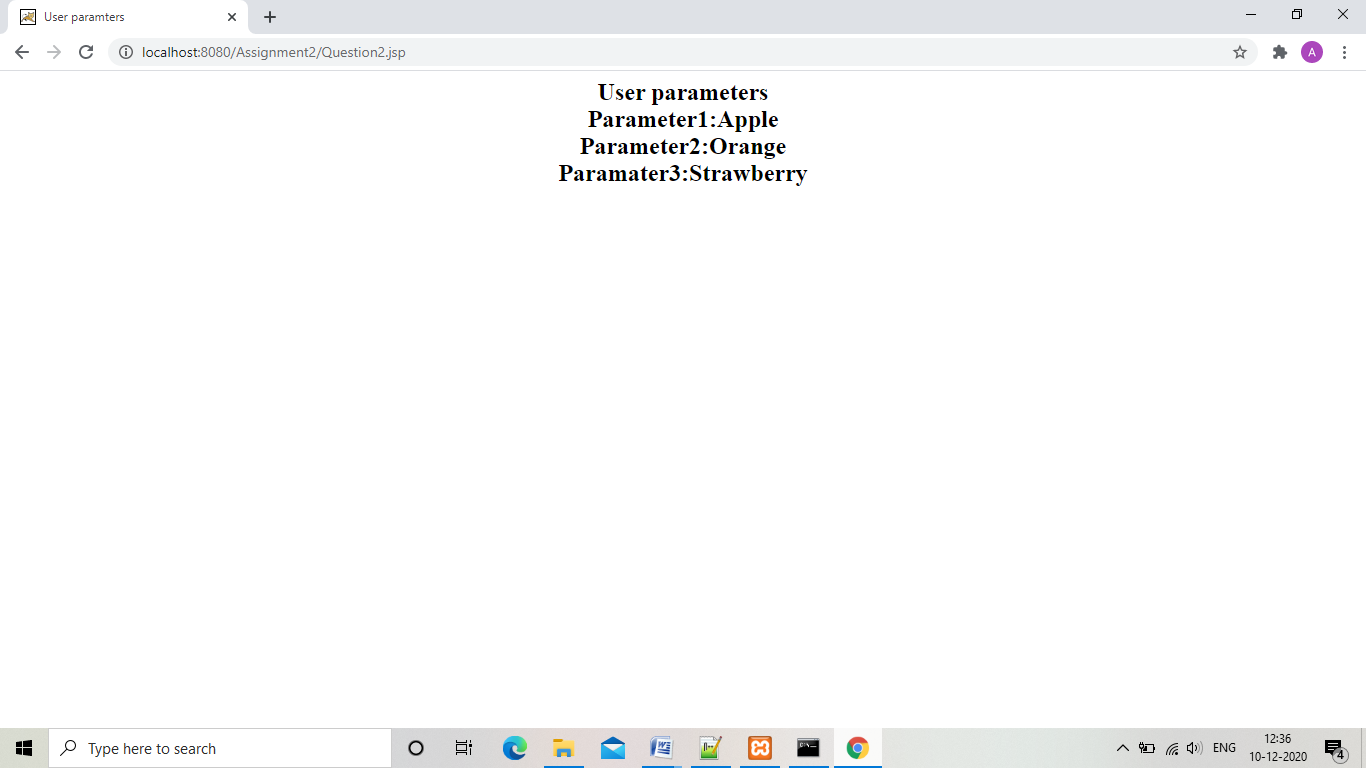 User paramters
localhost:8080/Assignment2/Question2.jsp
A
User parameters
Parameter1:Apple
Parameter2:Orange
Paramater3:Strawberry
Type here to search
ENG
12:36
10-12-2020
4